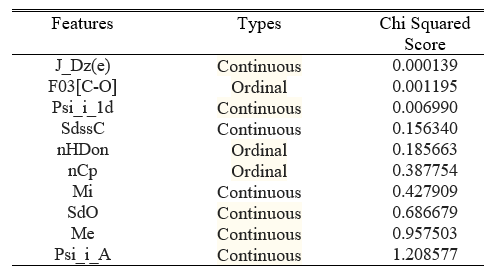 Features Types Chi Squared Score
J_Dz(e) Continuous 0.000139
F03[C-O] Ordinal 0.001195
Psi_i_1d Continuous 0.006990
SdssC Continuous 0.156340
nHDon Ordinal 0.185663
nCp Ordinal 0.387754
Mi Continuous 0.427909
SdO Continuous 0.686679
Me Continuous 0.957503
Psi_i_A Continuous 1.208577